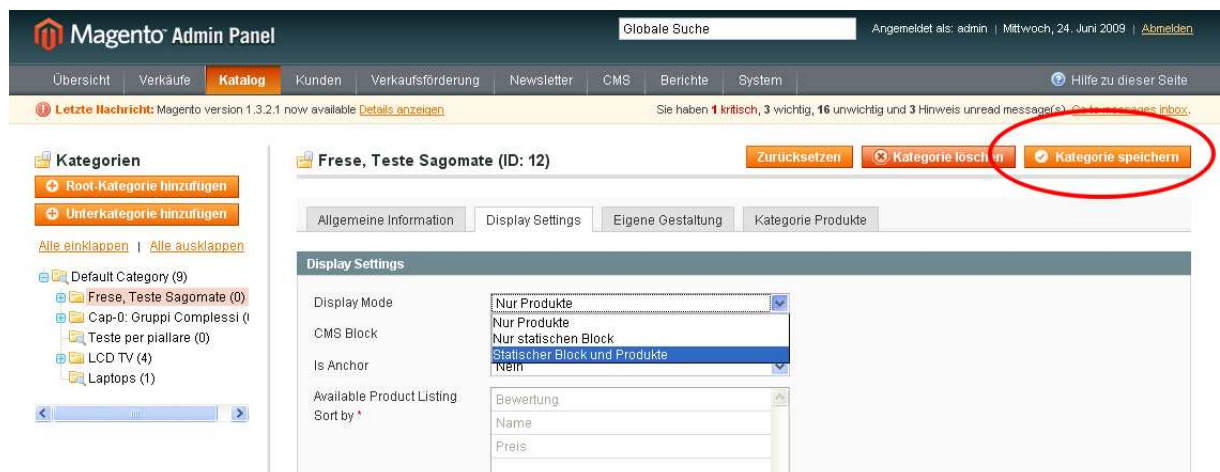 Magento Admin Panel
Globale Suche
Angemeldet als: admin | Mittwoch, 24. Juni 2009 | Abmelden
Übersicht Verkäufe Katalog Kunden Verkaufsförderung Newsletter CMS Berichte System Hilfe zu dieser Seite
Letzte Nachricht: Magento version 1.3.2.1 now available Details anzeigen
Sie haben 1 kritisch, 3 wichtig, 16 unwichtig und 3 Hinweis unread message(s). Go to messages inbox.
Kategorien
Root-Kategorie hinzufügen
Unterkategorie hinzufügen
Alle einklappen | Alle ausklappen
Default Category (9)
Frese, Teste Sagomate (0)
Cap-0: Gruppi Complessi (
Teste per piallare (0)
LCD TV (4)
Laptops (1)
Frese, Teste Sagomate (ID: 12)
Zurücksetzen Kategorie löschen Kategorie speichern
Allgemeine Information Display Settings Eigene Gestaltung Kategorie Produkte
Display Settings
Display Mode Nur Produkte
Nur Produkte
CMS Block Nur statischen Block
Statischer Block und Produkte
Is Anchor Nein
Available Product Listing Bewertung
Sort by * Name
Preis